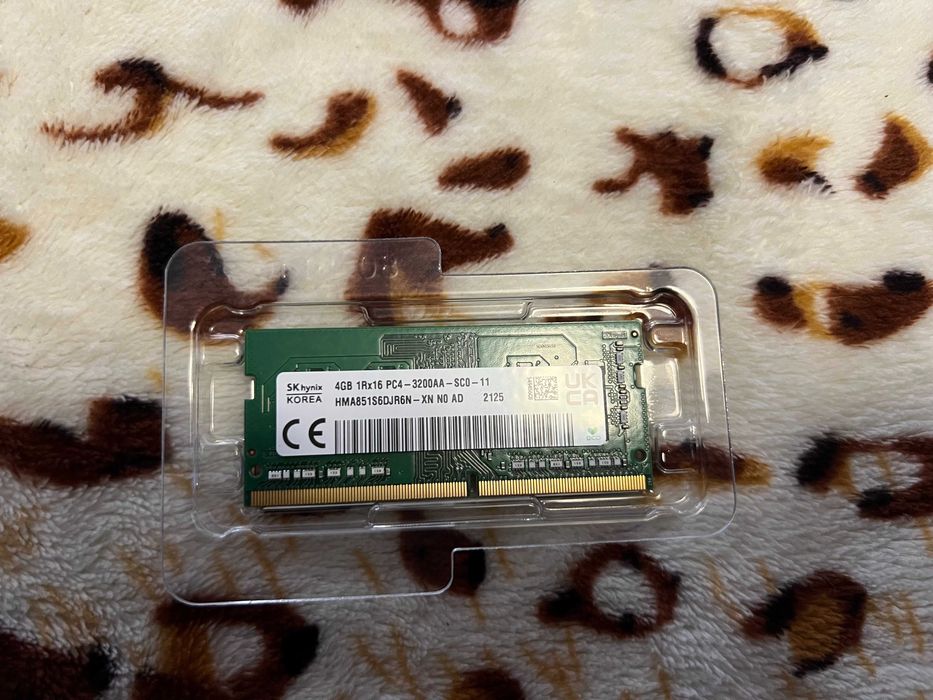 SK hynix
KOREA
4GB 1Rx16 PC4-3200AA-SC0-11
HMA851S6DJR6N-XN N0 AD 2125
CE
UK
CA